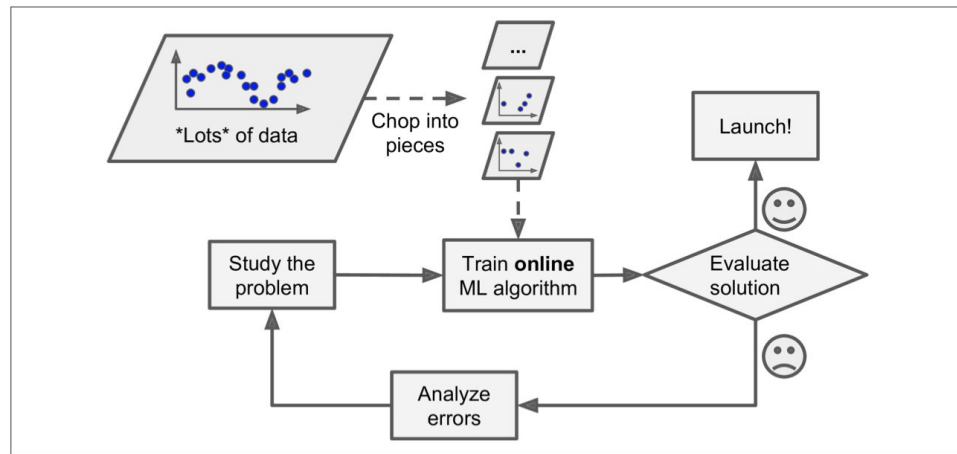 ...
*Lots* of data
Chop into
pieces
Launch!
Study the
problem
Train online
ML algorithm
Evaluate
solution
Analyze
errors